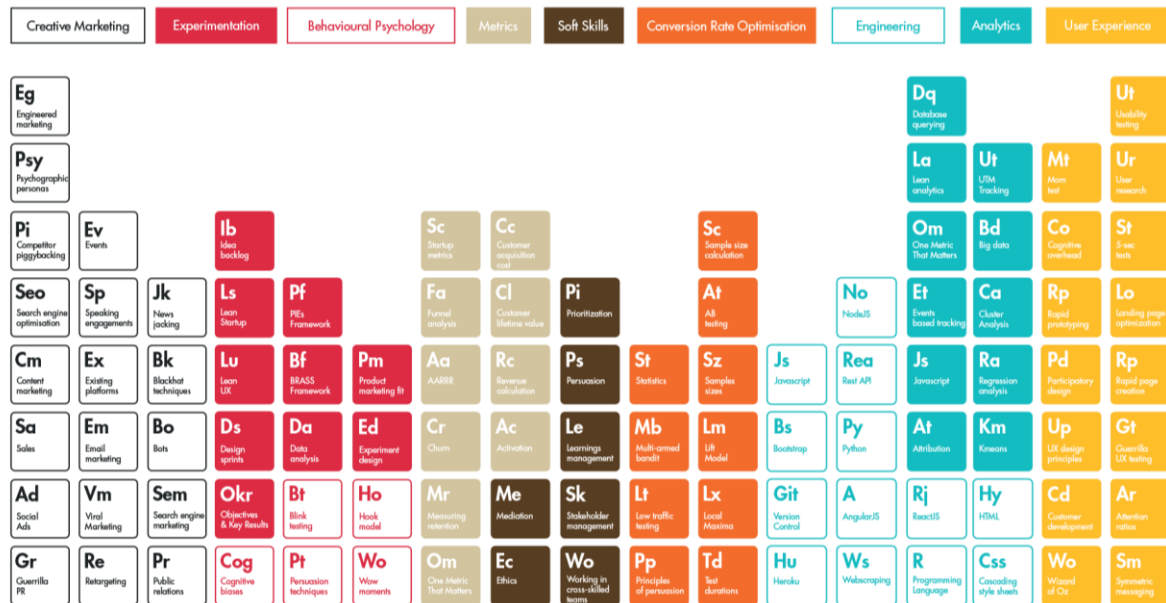 Creative Marketing
Experimentation
Behavioural Psychology
Metrics
Soft Skills
Conversion Rate Optimisation
Engineering
Analytics
User Experience
Eg
Engineered
marketing
Dq
Database
querying
Ut
Usability
testing
Psy
Psychographic
personas
La
Lean
analytics
Ut
UTM
Tracking
Mt
Mom
test
Ur
User
research
Pi
Competitor
piggybacking
Ev
Events
Ib
Idea
backlog
Sc
Startup
metrics
Cc
Customer
acquisition
cost
Sc
Sample size
calculation
Om
One Metric
That Matters
Bd
Big data
Co
Cognitive
overhead
St
5-sec
tests
Seo
Search engine
optimisation
Sp
Speaking
engagements
Jk
News
jacking
Ls
Lean
Startup
Pf
PIEs
Framework
Fa
Funnel
analysis
Cl
Customer
lifetime value
Pi
Prioritization
At
AB
testing
No
NodeJS
Et
Events
based tracking
Ca
Cluster
Analysis
Rp
Rapid
prototyping
Lo
Landing page
optimization
Cm
Content
marketing
Ex
Existing
platforms
Bk
Blackhat
techniques
Lu
Lean
UX
Bf
BRASS
Framework
Pm
Product
marketing fit
Aa
AARRR
Rc
Revenue
calculation
Ps
Persuasion
St
Statistics
Sz
Samples
sizes
Js
Javascript
Rea
Rest API
Js
Javascript
Ra
Regression
analysis
Pd
Participatory
design
Rp
Rapid page
creation
Sa
Sales
Em
Email
marketing
Bo
Bots
Ds
Design
sprints
Da
Data
analysis
Ed
Experiment
design
Cr
Churn
Ac
Activation
Le
Learnings
management
Mb
Multi-armed
bandit
Lm
Lift
Model
Bs
Bootstrap
Py
Python
At
Attribution
Km
Kmeans
Up
UX design
principles
Gt
Guerrilla
UX testing
Ad
Social
Ads
Vm
Viral
Marketing
Sem
Search engine
marketing
Okr
Objectives
& Key Results
Bt
Blink
testing
Ho
Hook
model
Mr
Measuring
retention
Me
Mediation
Sk
Stakeholder
management
Lt
Low traffic
testing
Lx
Local
Maxima
Git
Version
Control
A
AngularJS
Rj
ReactJS
Hy
HTML
Cd
Customer
development
Ar
Attention
ratios
Gr
Guerrilla
PR
Re
Retargeting
Pr
Public
relations
Cog
Cognitive
biases
Pt
Persuasion
techniques
Wo
Wow
moments
Om
One Metric
That Matters
Ec
Ethics
Wo
Working in
cross-skilled
teams
Pp
Principles
of persuasion
Td
Test
durations
Hu
Heroku
Ws
Webscraping
R
Programming
Language
Css
Cascading
style sheets
Wo
Wizard
of Oz
Sm
Symmetric
messaging